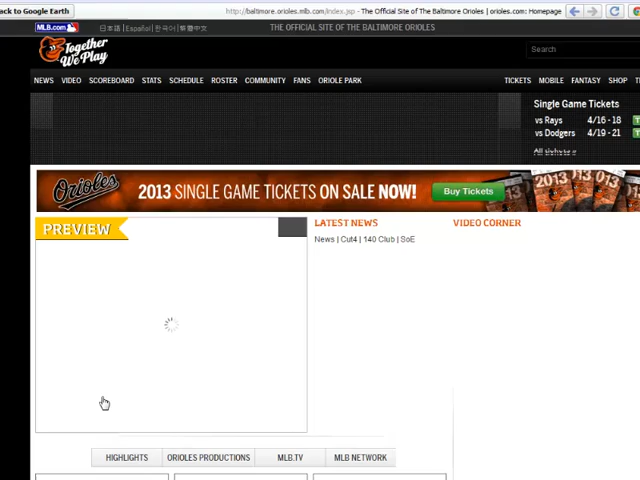 ack to Google Earth
http://baltimore.orioles.mlb.com/index.jsp - The Official Site of The Baltimore Orioles | orioles.com: Homepage
MLB.com
日本語 | Español | 한국어 | 繁體中文
THE OFFICIAL SITE OF THE BALTIMORE ORIOLES
Together
We Play
Search
NEWS VIDEO SCOREBOARD STATS SCHEDULE ROSTER COMMUNITY FANS ORIOLE PARK TICKETS MOBILE FANTASY SHOP
Single Game Tickets
vs Rays 4/16 - 18
vs Dodgers 4/19 - 21
All tickets »
Orioles 2013 SINGLE GAME TICKETS ON SALE NOW! Buy Tickets
PREVIEW
LATEST NEWS
VIDEO CORNER
News | Cut4 | 140 Club | SoE
HIGHLIGHTS ORIOLES PRODUCTIONS MLB.TV MLB NETWORK